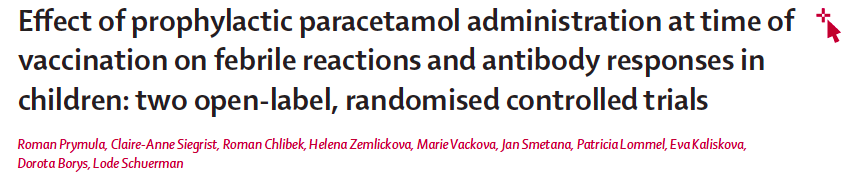 Effect of prophylactic paracetamol administration at time of
vaccination on febrile reactions and antibody responses in
children: two open-label, randomised controlled trials
Roman Prymula, Claire-Anne Siegrist, Roman Chlibek, Helena Zemlickova, Marie Vackova, Jan Smetana, Patricia Lommel, Eva Kaliskova,
Dorota Borys, Lode Schuerman